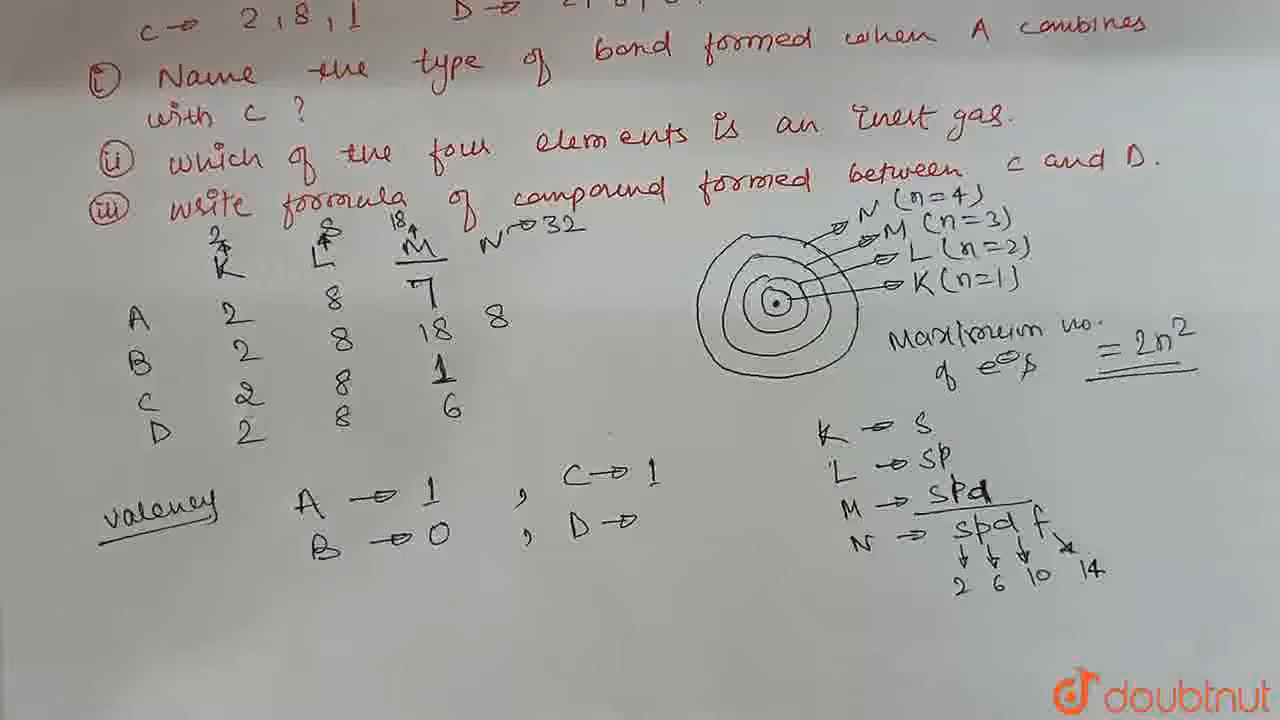 C → 2, 8, 1 D →
(i) Name the type of bond formed when A combines
with C ?
(ii) which of the four elements is an inert gas.
(iii) write formula of compound formed between C and D.
2 8 18 N → 32
K L M
A 2 8 7
B 2 8 18 8
C 2 8 1
D 2 8 6
N (n=4)
M (n=3)
L (n=2)
K (n=1)
Maximum no.
of e⊖s = 2n²
K → s
L → sp
M → spd
N → spdf
2 6 10 14
valency A → 1 , C → 1
B → 0 , D →
doubtnut